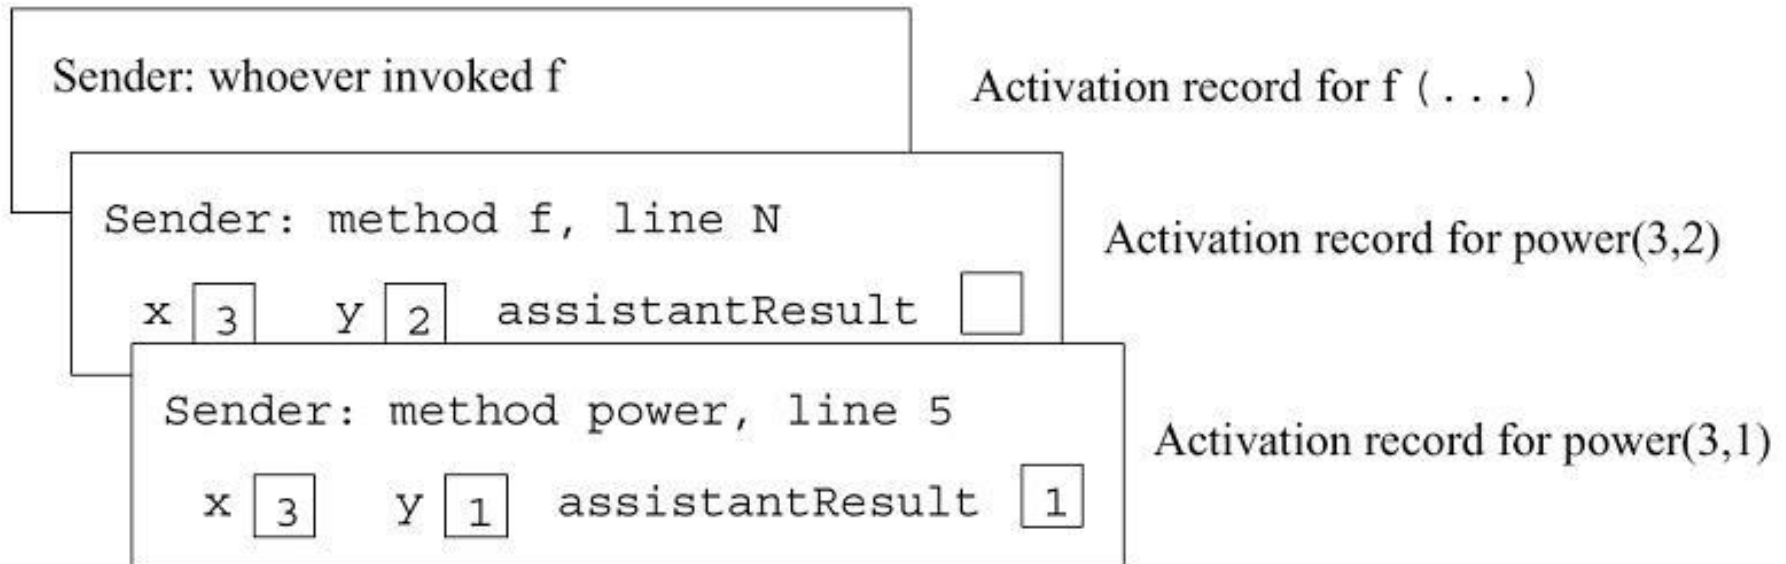 Sender: whoever invoked f
Activation record for f (...)
Sender: method f, line N
Activation record for power(3,2)
x 3 y 2 assistantResult
Sender: method power, line 5
Activation record for power(3,1)
x 3 y 1 assistantResult 1